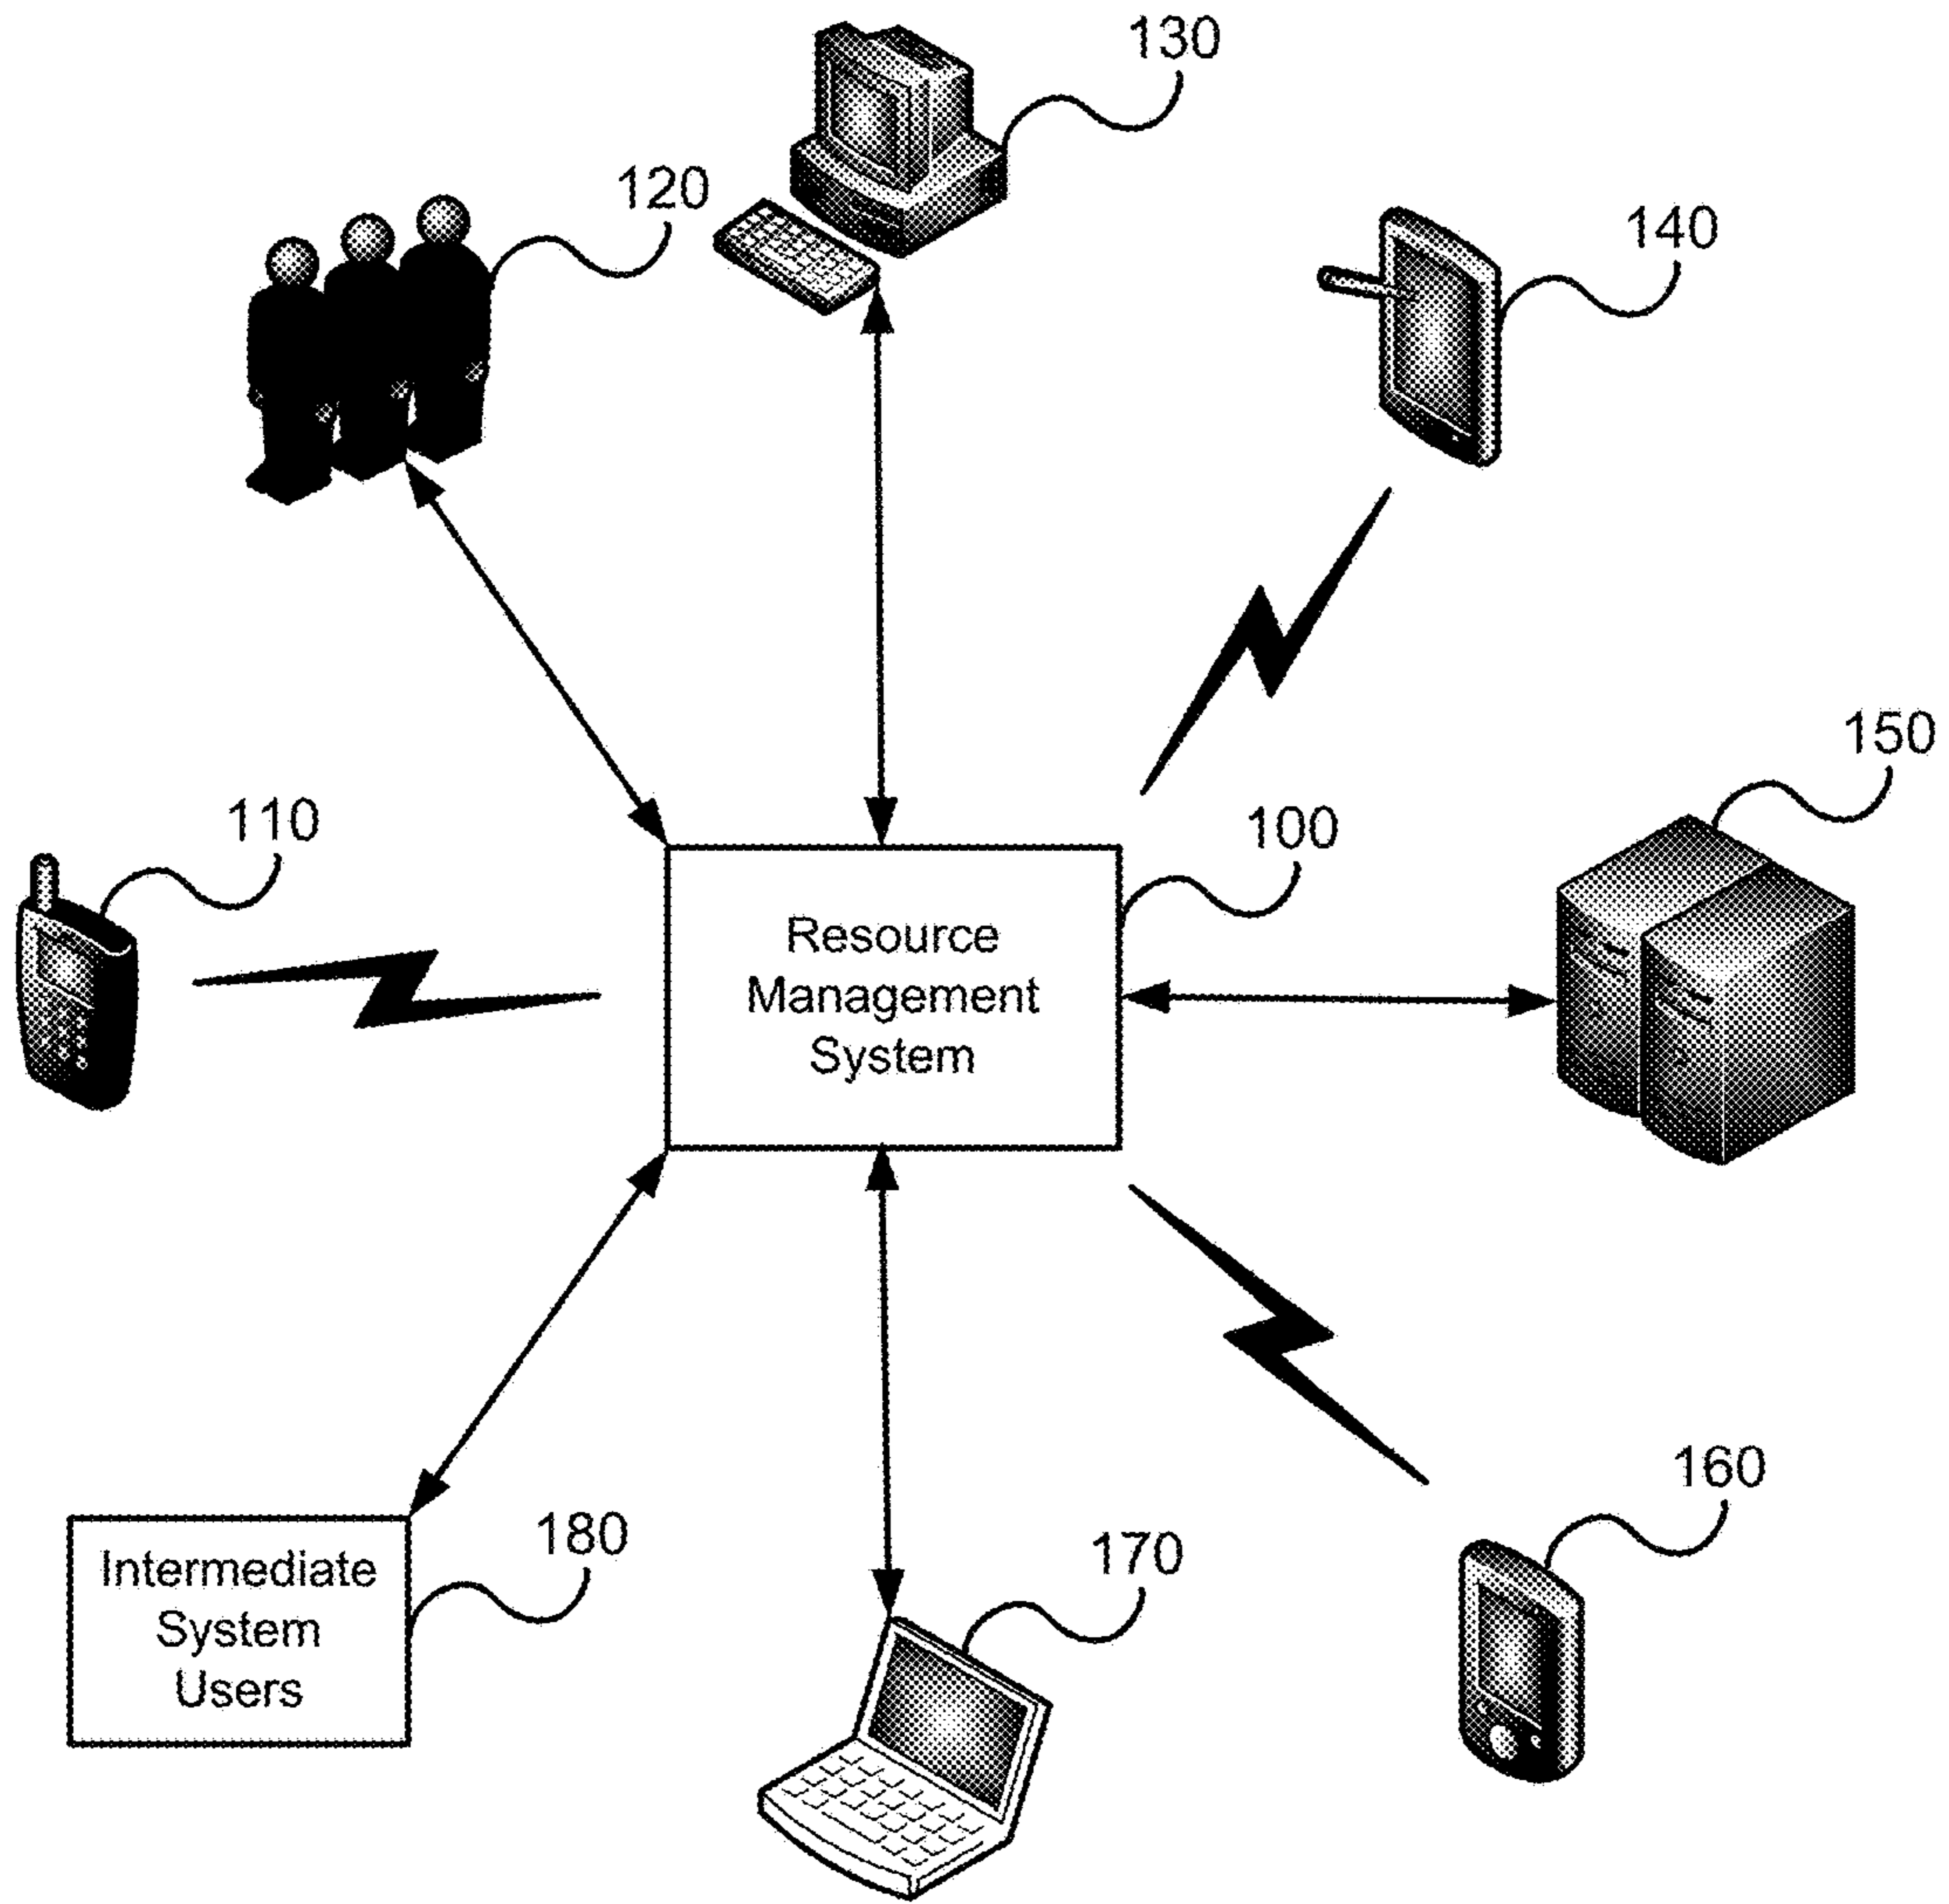 130
120
140
150
110
100
Resource
Management
System
160
180
170
Intermediate
System
Users